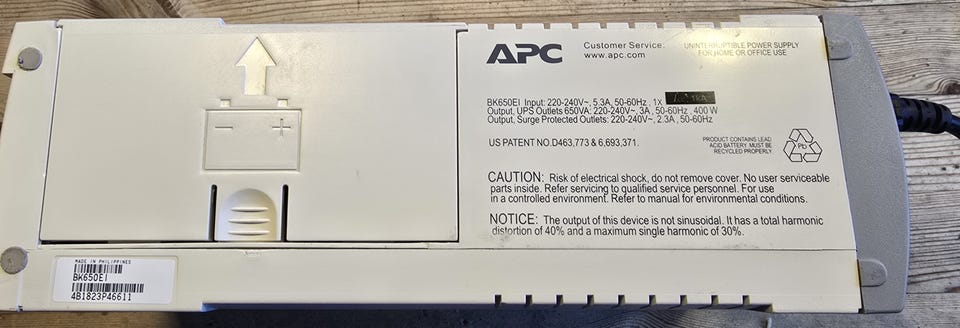 APC
Customer Service:
www.apc.com
UNINTERRUPTIBLE POWER SUPPLY
FOR HOME OR OFFICE USE
BK650EI Input: 220-240V~, 5.3A, 50-60Hz . 1X
Output, UPS Outlets 650VA: 220-240V~, 3A , 50-60Hz , 400 W
Output, Surge Protected Outlets: 220-240V~, 2.3A , 50-60Hz
US PATENT NO.D463,773 & 6,693,371.
PRODUCT CONTAINS LEAD
ACID BATTERY. MUST BE
RECYCLED PROPERLY
Pb
CAUTION: Risk of electrical shock, do not remove cover. No user serviceable
parts inside. Refer servicing to qualified service personnel. For use
in a controlled environment. Refer to manual for environmental conditions.
NOTICE: The output of this device is not sinusoidal. It has a total harmonic
distortion of 40% and a maximum single harmonic of 30%.
− +
MADE IN PHILIPPINES
BK650EI
4B1823P46611